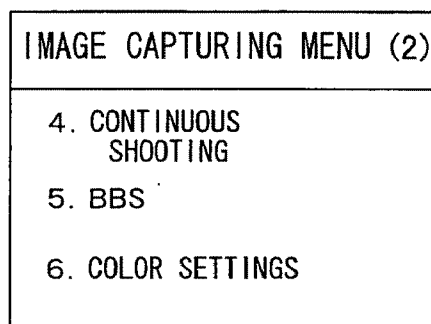 IMAGE CAPTURING MENU (2)
4. CONTINUOUS
SHOOTING
5. BBS
6. COLOR SETTINGS